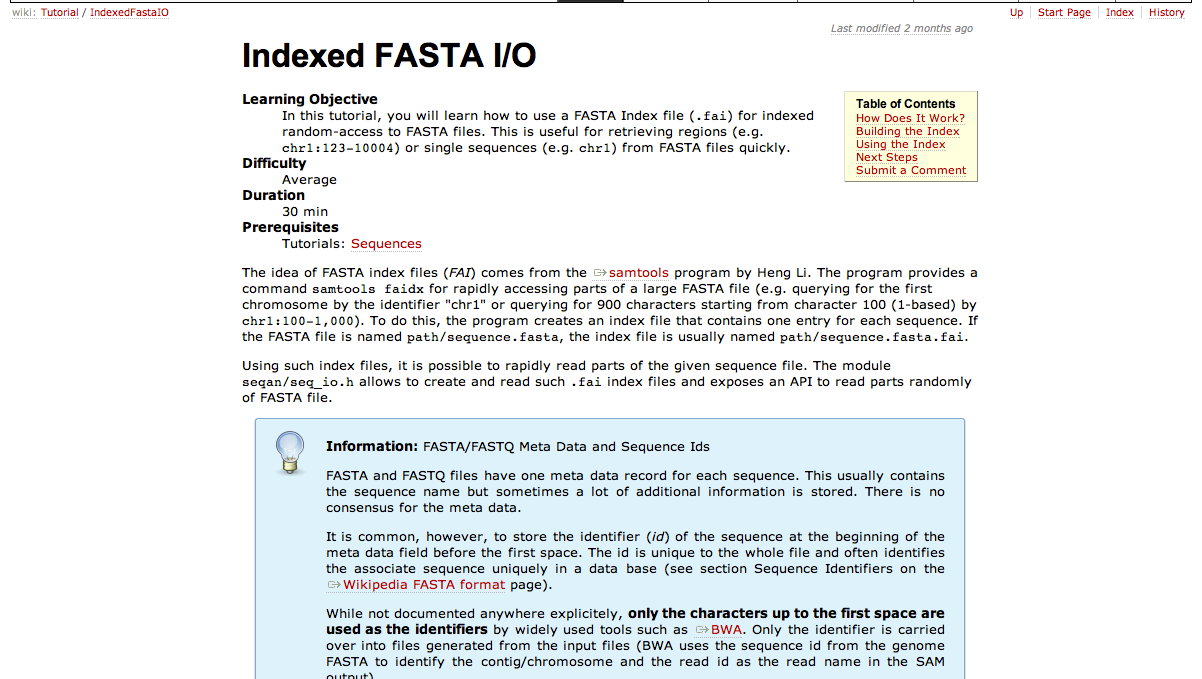 wiki: Tutorial / IndexedFastaIO
Up Start Page Index History
Last modified 2 months ago
Indexed FASTA I/O
Learning Objective
In this tutorial, you will learn how to use a FASTA Index file (.fai) for indexed
random-access to FASTA files. This is useful for retrieving regions (e.g.
chr1:123-10004) or single sequences (e.g. chr1) from FASTA files quickly.
Difficulty
Average
Duration
30 min
Prerequisites
Tutorials: Sequences
Table of Contents
How Does It Work?
Building the Index
Using the Index
Next Steps
Submit a Comment
The idea of FASTA index files (FAI) comes from the samtools program by Heng Li. The program provides a
command samtools faidx for rapidly accessing parts of a large FASTA file (e.g. querying for the first
chromosome by the identifier "chr1" or querying for 900 characters starting from character 100 (1-based) by
chr1:100-1,000). To do this, the program creates an index file that contains one entry for each sequence. If
the FASTA file is named path/sequence.fasta, the index file is usually named path/sequence.fasta.fai.
Using such index files, it is possible to rapidly read parts of the given sequence file. The module
seqan/seq_io.h allows to create and read such .fai index files and exposes an API to read parts randomly
of FASTA file.
Information: FASTA/FASTQ Meta Data and Sequence Ids
FASTA and FASTQ files have one meta data record for each sequence. This usually contains
the sequence name but sometimes a lot of additional information is stored. There is no
consensus for the meta data.
It is common, however, to store the identifier (id) of the sequence at the beginning of the
meta data field before the first space. The id is unique to the whole file and often identifies
the associate sequence uniquely in a data base (see section Sequence Identifiers on the
Wikipedia FASTA format page).
While not documented anywhere explicitly, only the characters up to the first space are
used as the identifiers by widely used tools such as BWA. Only the identifier is carried
over into files generated from the input files (BWA uses the sequence id from the genome
FASTA to identify the contig/chromosome and the read id as the read name in the SAM
output).